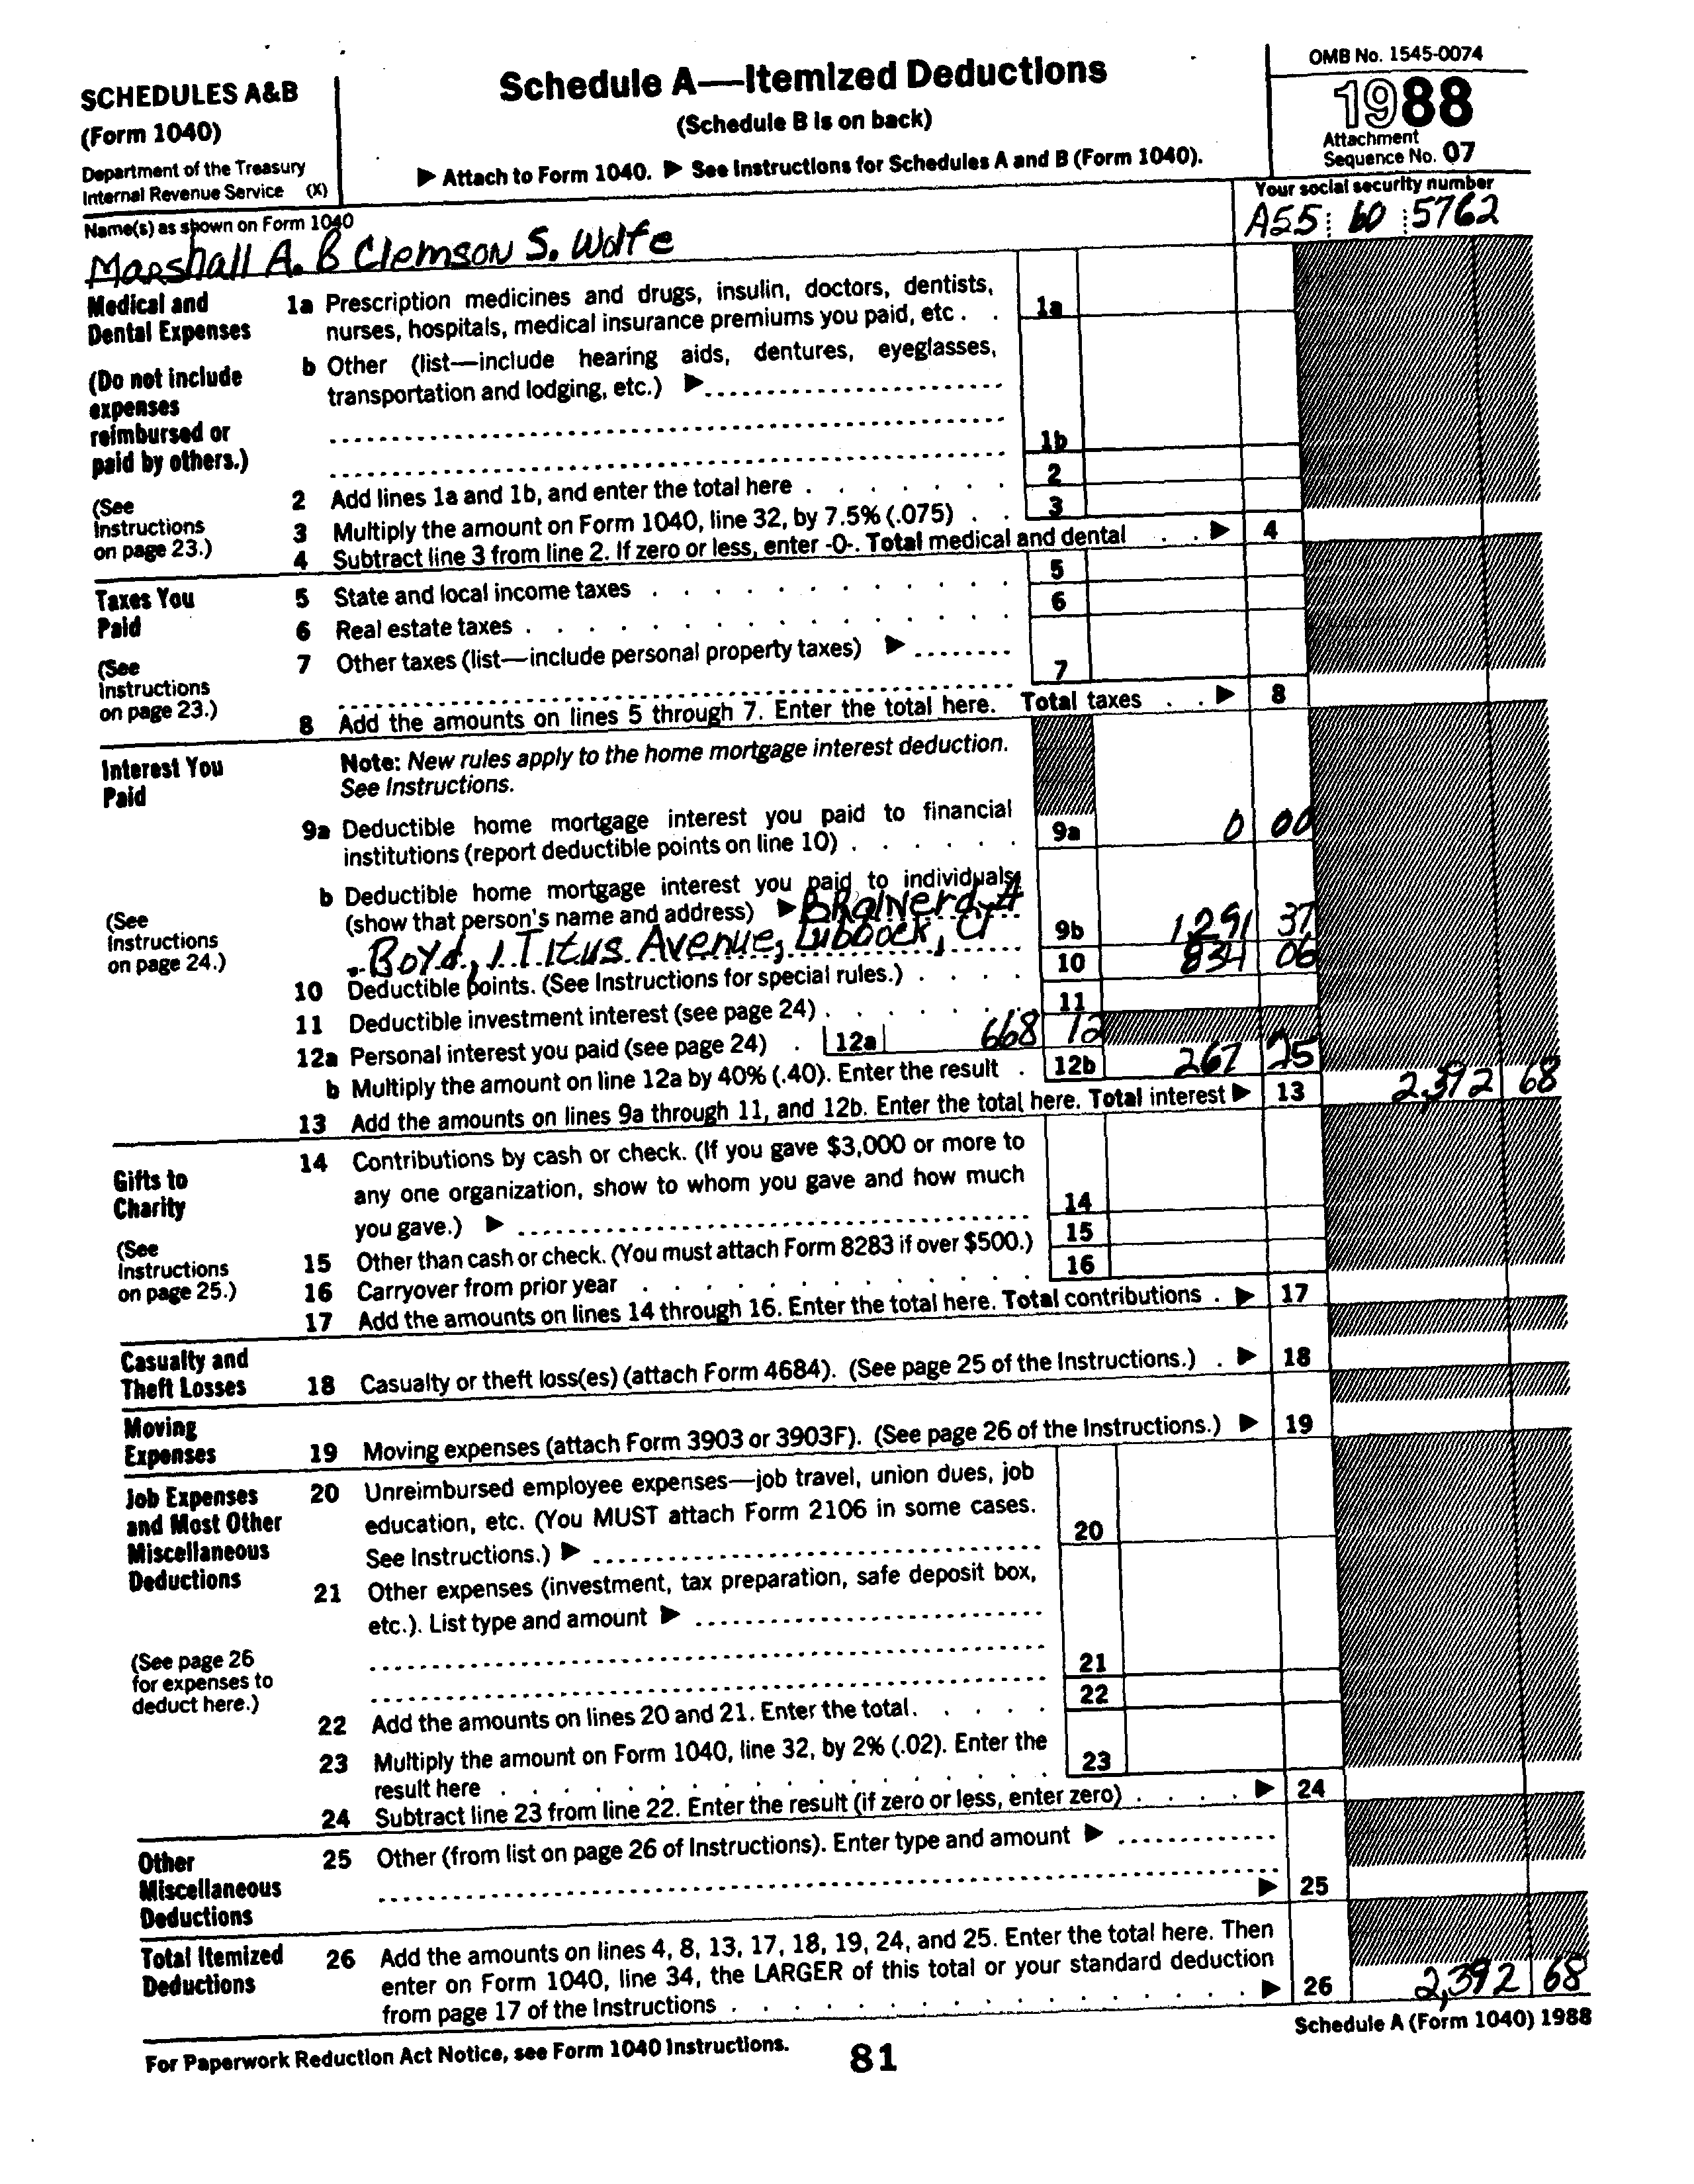 SCHEDULES A&B
(Form 1040)
Department of the Treasury
Internal Revenue Service (X)
Schedule A—Itemized Deductions
(Schedule B is on back)
▶ Attach to Form 1040. ▶ See Instructions for Schedules A and B (Form 1040).
OMB No. 1545-0074
1988
Attachment
Sequence No. 07
Name(s) as shown on Form 1040
Marshall A. B Clemson S. Wolfe
Your social security number
A55 60 5762
Medical and
Dental Expenses
(Do not include
expenses
reimbursed or
paid by others.)
(See
Instructions
on page 23.)
1a Prescription medicines and drugs, insulin, doctors, dentists,
nurses, hospitals, medical insurance premiums you paid, etc . . 1a
b Other (list—include hearing aids, dentures, eyeglasses,
transportation and lodging, etc.) ▶
1b
2 Add lines 1a and 1b, and enter the total here . . . . . . . 2
3 Multiply the amount on Form 1040, line 32, by 7.5% (.075) . . 3
4 Subtract line 3 from line 2. If zero or less, enter -0-. Total medical and dental . . ▶ 4
Taxes You
Paid
(See
Instructions
on page 23.)
5 State and local income taxes . . . . . . . . . . . . 5
6 Real estate taxes . . . . . . . . . . . . . . . . 6
7 Other taxes (list—include personal property taxes) ▶
7
8 Add the amounts on lines 5 through 7. Enter the total here. Total taxes . . ▶ 8
Interest You
Paid
(See
Instructions
on page 24.)
Note: New rules apply to the home mortgage interest deduction.
See Instructions.
9a Deductible home mortgage interest you paid to financial
institutions (report deductible points on line 10) . . . . . . 9a 0 00
b Deductible home mortgage interest you paid to individuals
(show that person's name and address) ▶ Brainerd A
Boyd, 1 Titus Avenue, Lubbock, CT 9b 1,291 37
10 Deductible points. (See Instructions for special rules.) . . . . 10 834 06
11 Deductible investment interest (see page 24) . . . . . . . 11
12a Personal interest you paid (see page 24) . 12a 668 12
b Multiply the amount on line 12a by 40% (.40). Enter the result . 12b 267 25
13 Add the amounts on lines 9a through 11, and 12b. Enter the total here. Total interest ▶ 13 2,392 68
Gifts to
Charity
(See
Instructions
on page 25.)
14 Contributions by cash or check. (If you gave $3,000 or more to
any one organization, show to whom you gave and how much
you gave.) ▶ 14
15 Other than cash or check. (You must attach Form 8283 if over $500.) 15
16 Carryover from prior year . . . . . . . . . . . . . 16
17 Add the amounts on lines 14 through 16. Enter the total here. Total contributions . ▶ 17
Casualty and
Theft Losses
18 Casualty or theft loss(es) (attach Form 4684). (See page 25 of the Instructions.) . ▶ 18
Moving
Expenses
19 Moving expenses (attach Form 3903 or 3903F). (See page 26 of the Instructions.) ▶ 19
Job Expenses
and Most Other
Miscellaneous
Deductions
(See page 26
for expenses to
deduct here.)
20 Unreimbursed employee expenses—job travel, union dues, job
education, etc. (You MUST attach Form 2106 in some cases.
See Instructions.) ▶ 20
21 Other expenses (investment, tax preparation, safe deposit box,
etc.). List type and amount ▶
21
22 Add the amounts on lines 20 and 21. Enter the total. . . . . 22
23 Multiply the amount on Form 1040, line 32, by 2% (.02). Enter the
result here . . . . . . . . . . . . . . . . . 23
24 Subtract line 23 from line 22. Enter the result (if zero or less, enter zero) . . . . ▶ 24
Other
Miscellaneous
Deductions
25 Other (from list on page 26 of Instructions). Enter type and amount ▶
▶ 25
Total Itemized
Deductions
26 Add the amounts on lines 4, 8, 13, 17, 18, 19, 24, and 25. Enter the total here. Then
enter on Form 1040, line 34, the LARGER of this total or your standard deduction
from page 17 of the Instructions . . . . . . . . . . . . . . . . . ▶ 26 2,392 68
For Paperwork Reduction Act Notice, see Form 1040 Instructions.
81
Schedule A (Form 1040) 1988